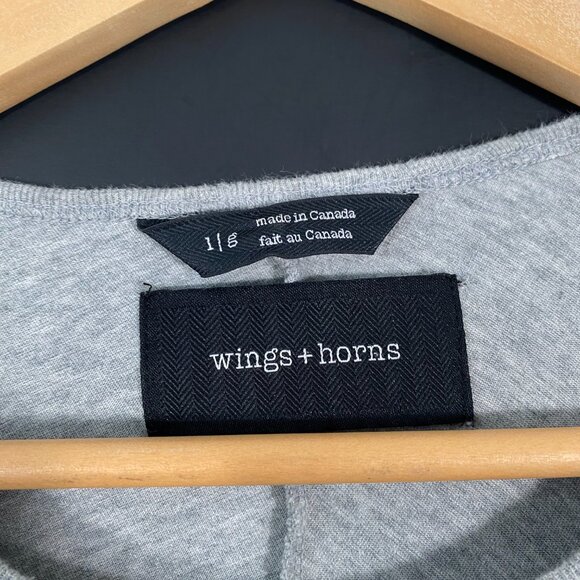 l|g
made in Canada
fait au Canada
wings+horns